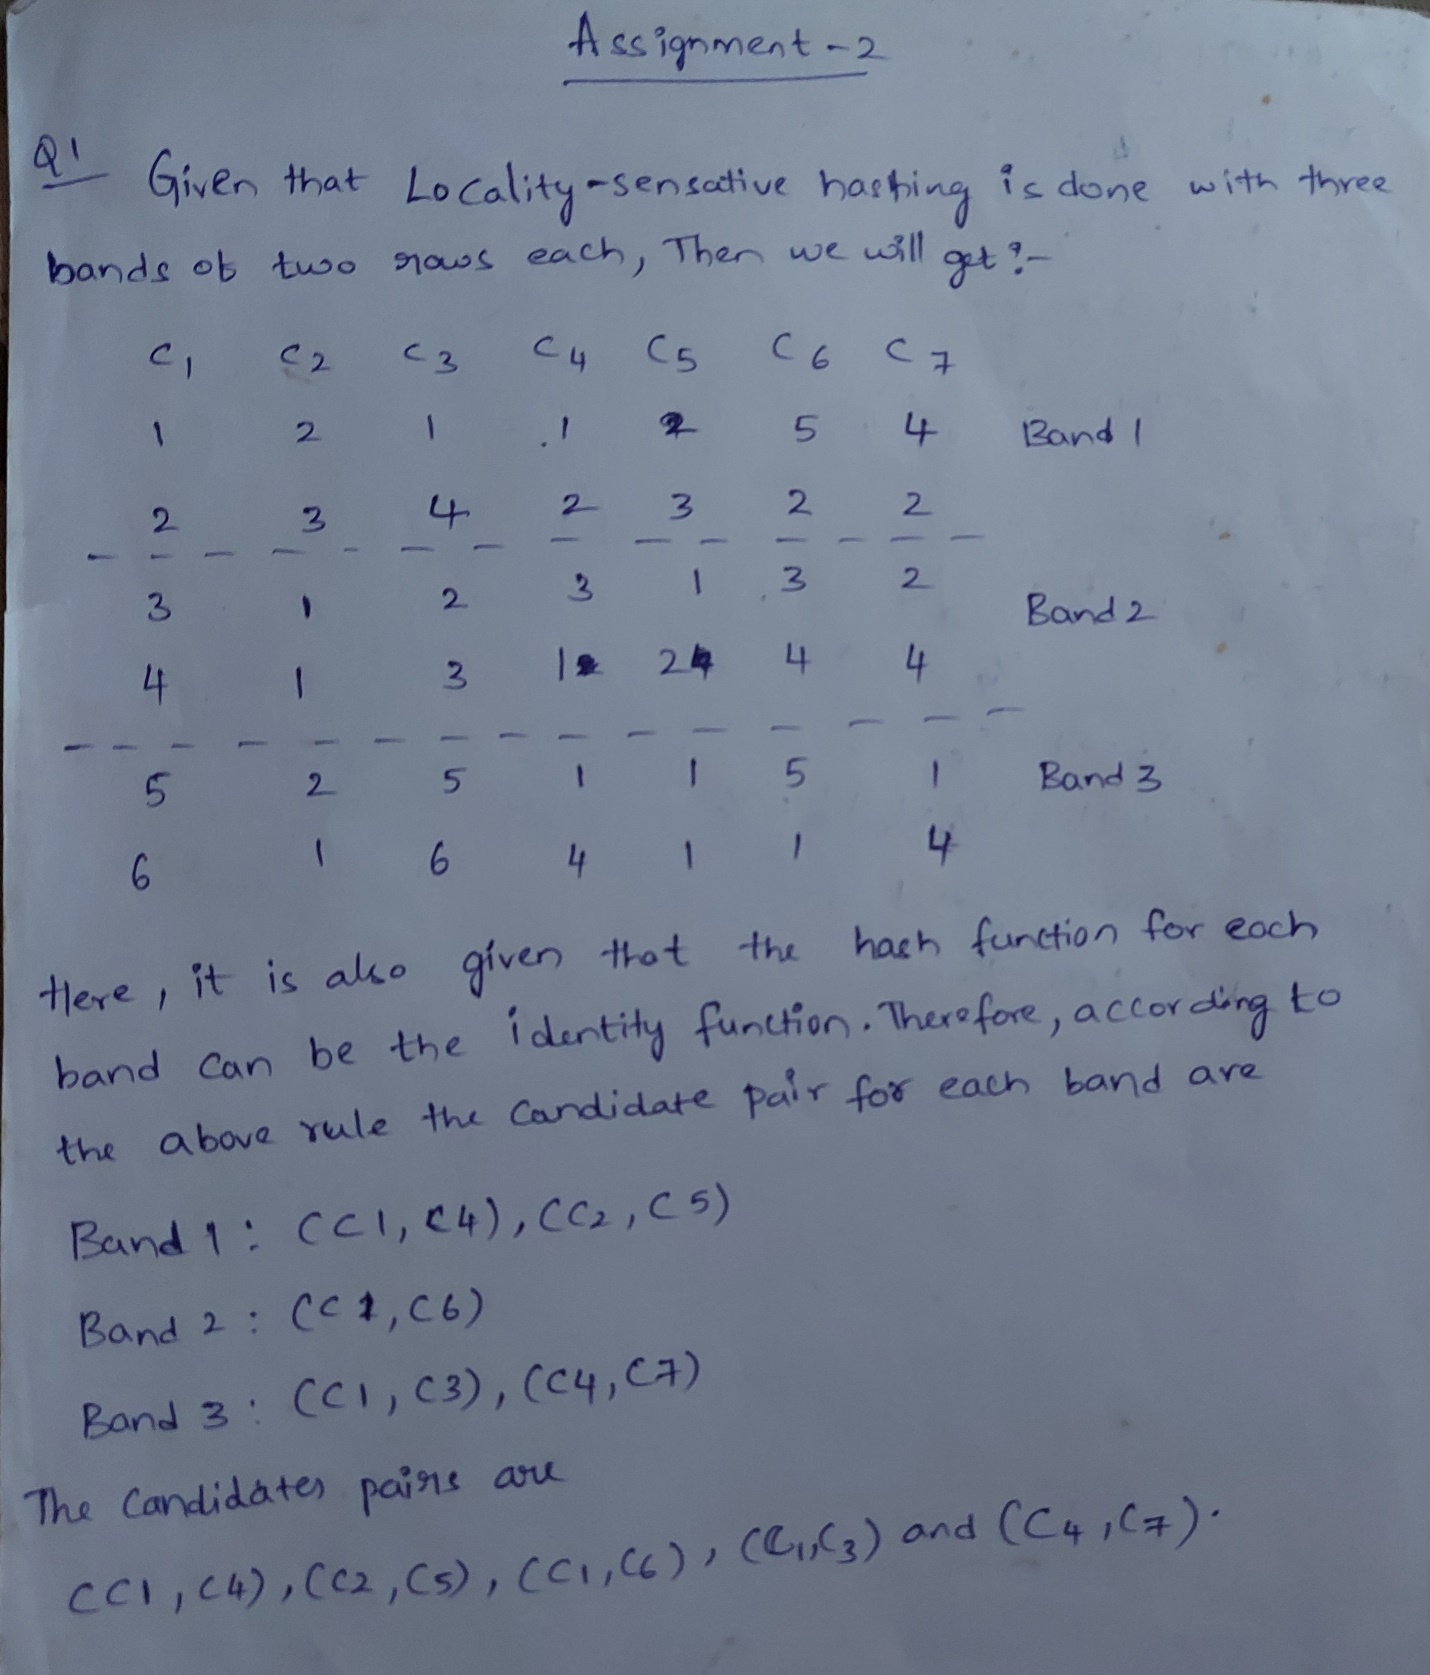 Assignment-2
Q1 Given that Locality-sensative hashing is done with three
bands of two rows each, Then we will get :-
C1 C2 C3 C4 C5 C6 C7
1 2 1 1 2 5 4 Band 1
2 3 4 2 3 2 2
3 1 2 3 1 3 2 Band 2
4 1 3 1 2 4 4
5 2 5 1 1 5 1 Band 3
6 1 6 4 1 1 4
Here, it is also given that the hash function for each
band can be the identity function. Therefore, according to
the above rule the candidate pair for each band are
Band 1 : (C1, C4), (C2, C5)
Band 2 : (C1, C6)
Band 3 : (C1, C3), (C4, C7)
The Candidates pairs are
(C1, C4), (C2, C5), (C1, C6), (C1, C3) and (C4, C7).